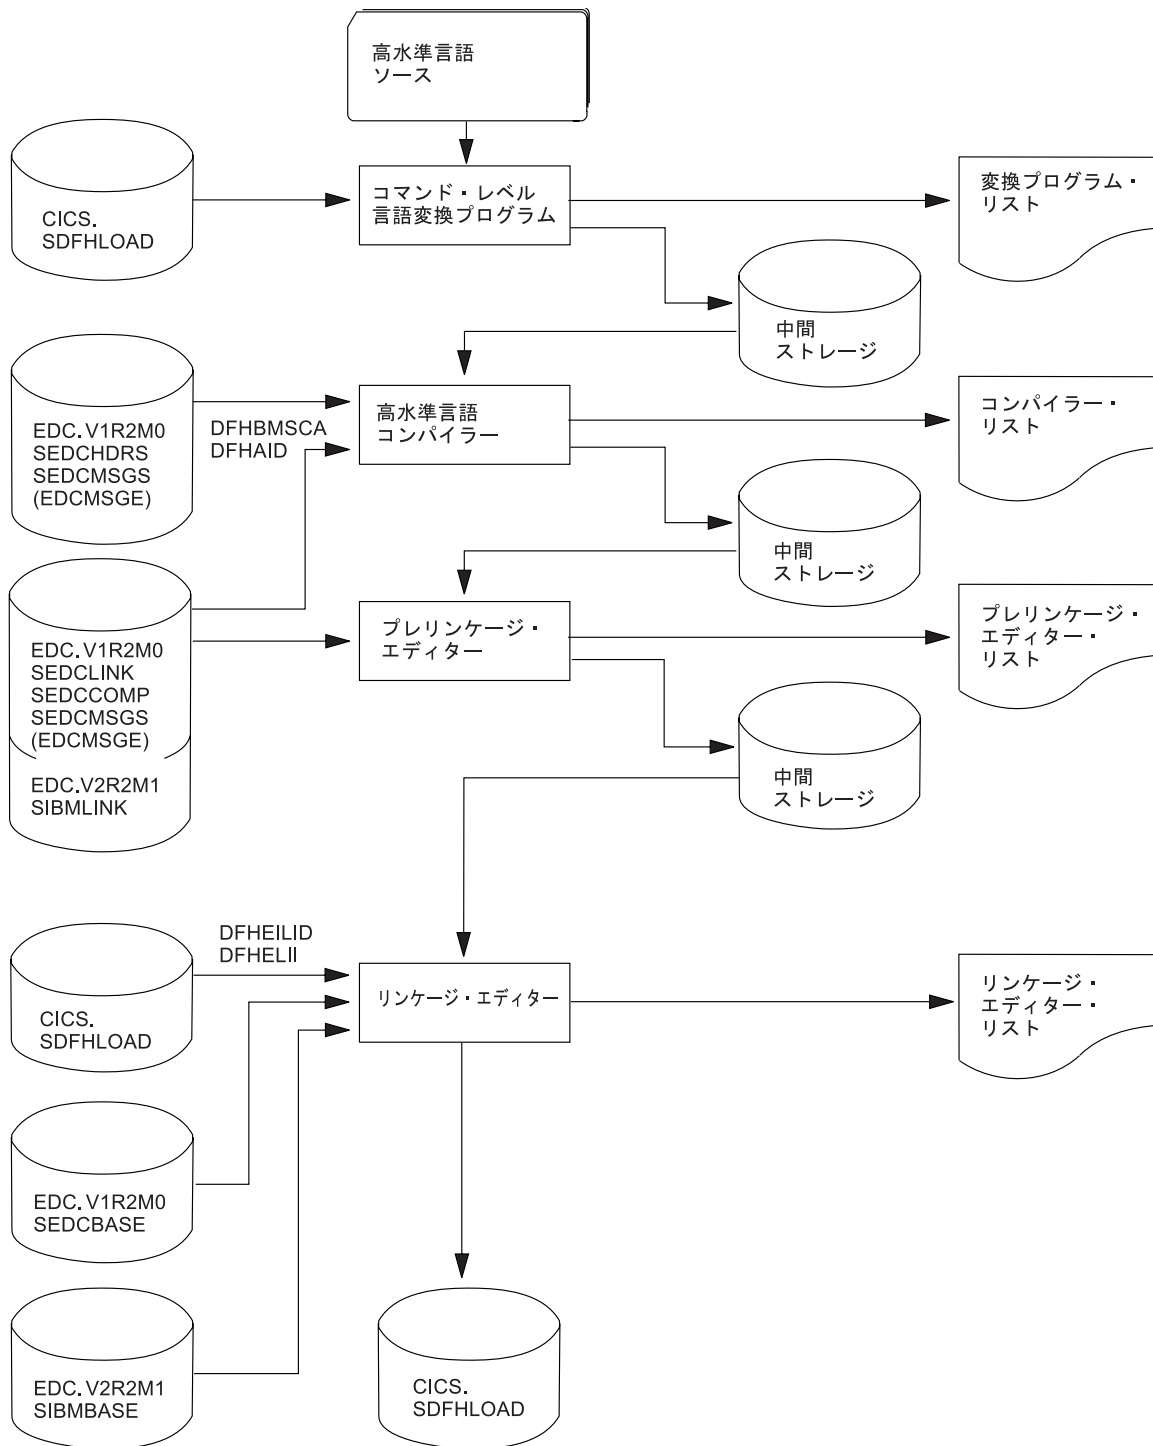 高水準言語
ソース
コマンド・レベル
言語変換プログラム
変換プログラム・
リスト
CICS.
SDFHLOAD
中間
ストレージ
高水準言語
コンパイラー
コンパイラー・
リスト
EDC.V1R2M0
SEDCHDRS
SEDCMSGS
(EDCMSGE)
DFHBMSCA
DFHAID
中間
ストレージ
プレリンケージ・
エディター
プレリンケージ・
エディター・
リスト
EDC.V1R2M0
SEDCLINK
SEDCCOMP
SEDCMSGS
(EDCMSGE)
EDC.V2R2M1
SIBMLINK
中間
ストレージ
DFHEILID
DFHELII
CICS.
SDFHLOAD
リンケージ・エディター
リンケージ・
エディター・
リスト
EDC.V1R2M0
SEDCBASE
EDC.V2R2M1
SIBMBASE
CICS.
SDFHLOAD